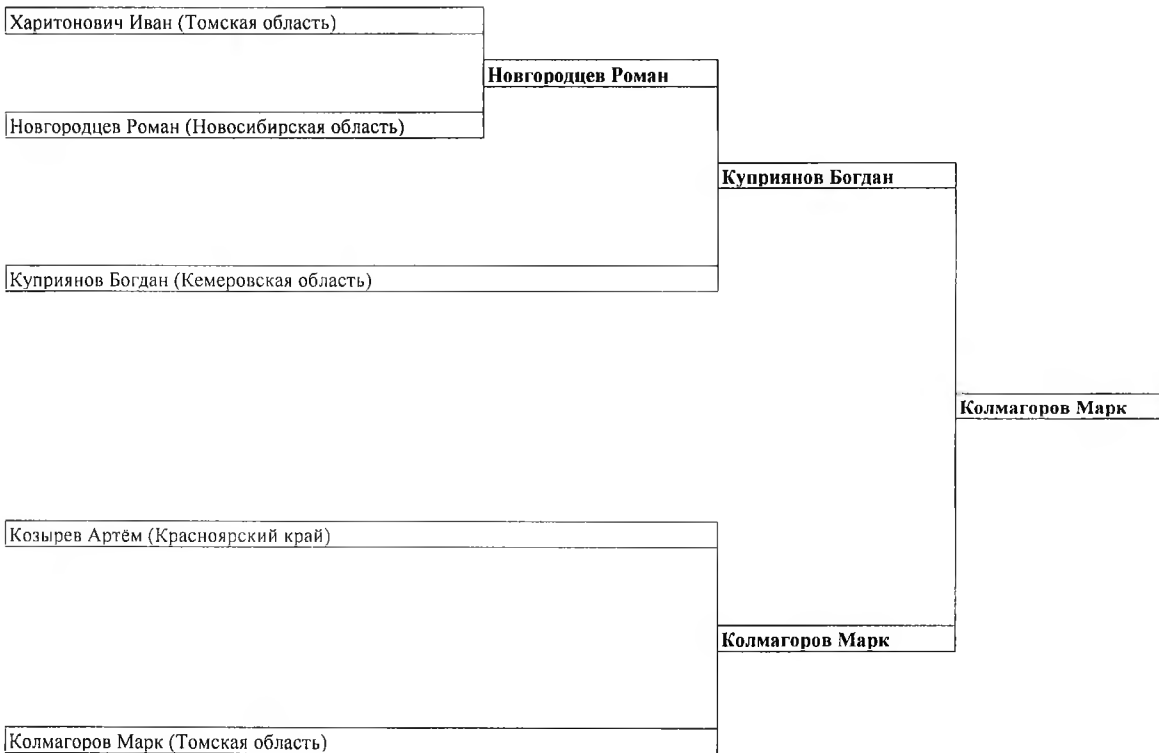 Харитонович Иван (Томская область)
Новгородцев Роман
Новгородцев Роман (Новосибирская область)
Куприянов Богдан
Куприянов Богдан (Кемеровская область)
Колмагоров Марк
Козырев Артём (Красноярский край)
Колмагоров Марк
Колмагоров Марк (Томская область)